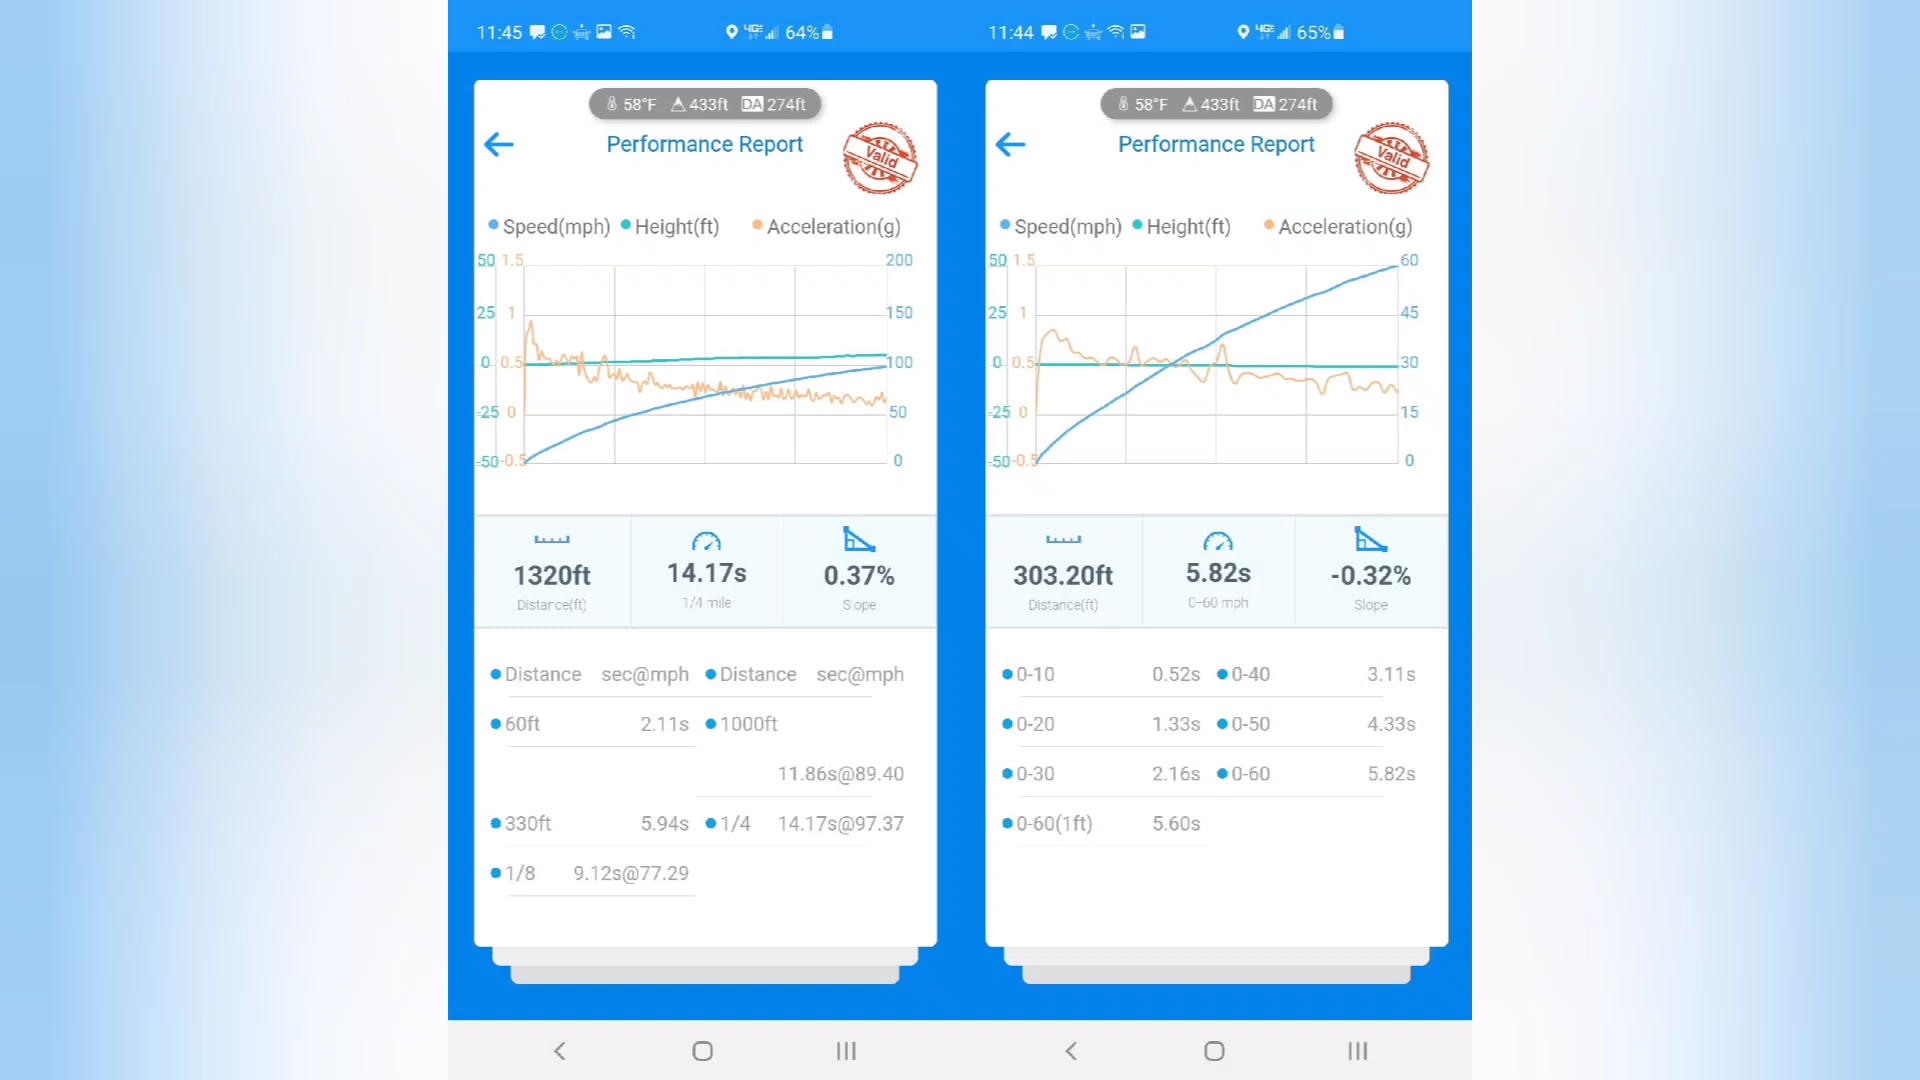 11:45 4GE 64%
58°F 433ft DA 274ft
Performance Report
Valid
Speed(mph) Height(ft) Acceleration(g)
50 1.5 200
25 1 150
0 0.5 100
-25 0 50
-50 -0.5 0
1320ft 14.17s 0.37%
Distance(ft) 1/4 mile Slope
Distance sec@mph Distance sec@mph
60ft 2.11s 1000ft
11.86s@89.40
330ft 5.94s 1/4 14.17s@97.37
1/8 9.12s@77.29
11:44 4GE 65%
58°F 433ft DA 274ft
Performance Report
Valid
Speed(mph) Height(ft) Acceleration(g)
50 1.5 60
25 1 45
0 0.5 30
-25 0 15
-50 -0.5 0
303.20ft 5.82s -0.32%
Distance(ft) 0-60 mph Slope
0-10 0.52s 0-40 3.11s
0-20 1.33s 0-50 4.33s
0-30 2.16s 0-60 5.82s
0-60(1ft) 5.60s